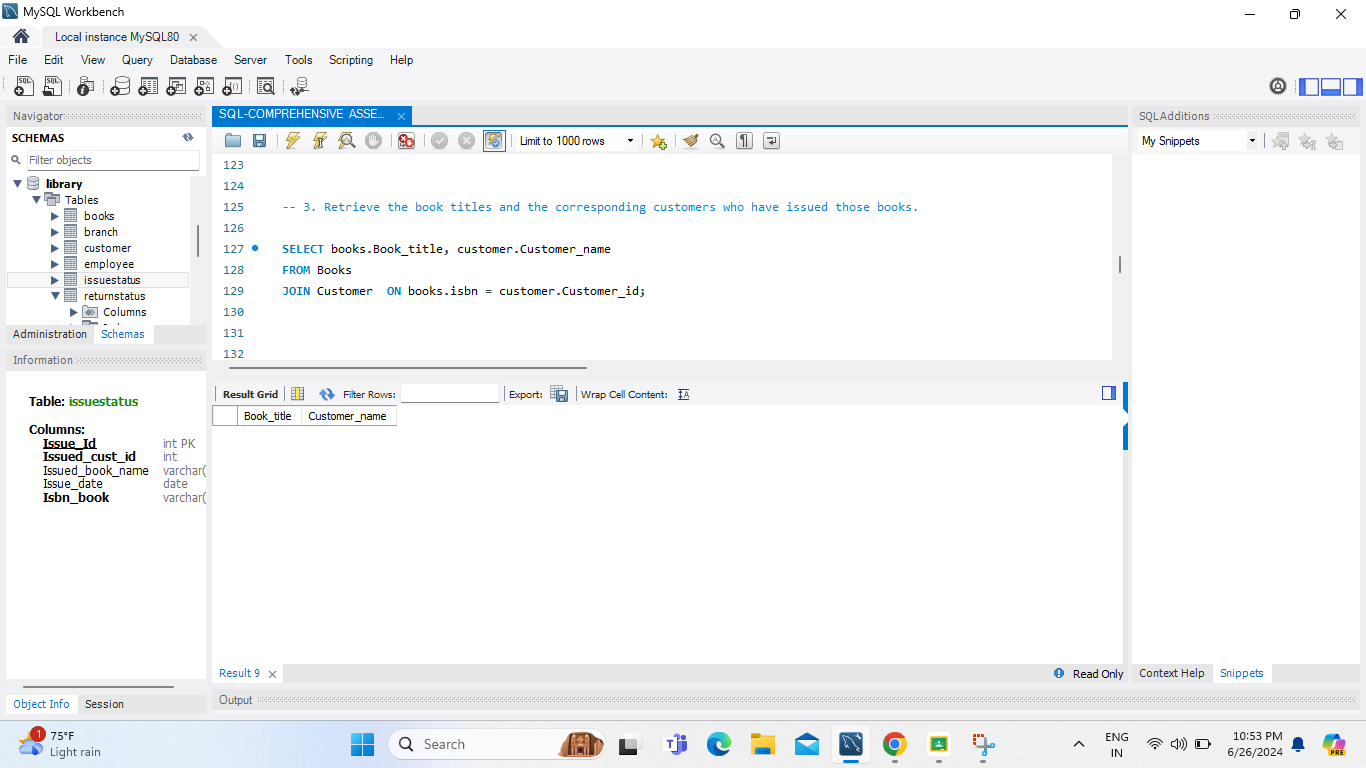 MySQL Workbench
Local instance MySQL80
File Edit View Query Database Server Tools Scripting Help
Navigator
SCHEMAS
Filter objects
library
Tables
books
branch
customer
employee
issuestatus
returnstatus
Columns
Administration Schemas
Information
Table: issuestatus
Columns:
Issue_Id int PK
Issued_cust_id int
Issued_book_name varchar(
Issue_date date
Isbn_book varchar(
Object Info Session
SQL-COMPREHENSIVE ASSE...
Limit to 1000 rows
123
124
125 -- 3. Retrieve the book titles and the corresponding customers who have issued those books.
126
127 SELECT books.Book_title, customer.Customer_name
128 FROM Books
129 JOIN Customer  ON books.isbn = customer.Customer_id;
130
131
132
Result Grid Filter Rows: Export: Wrap Cell Content:
Book_title Customer_name
Result 9
Read Only
Output
SQLAdditions
My Snippets
Context Help Snippets
1
75°F
Light rain
Search
ENG
IN
10:53 PM
6/26/2024
PRE